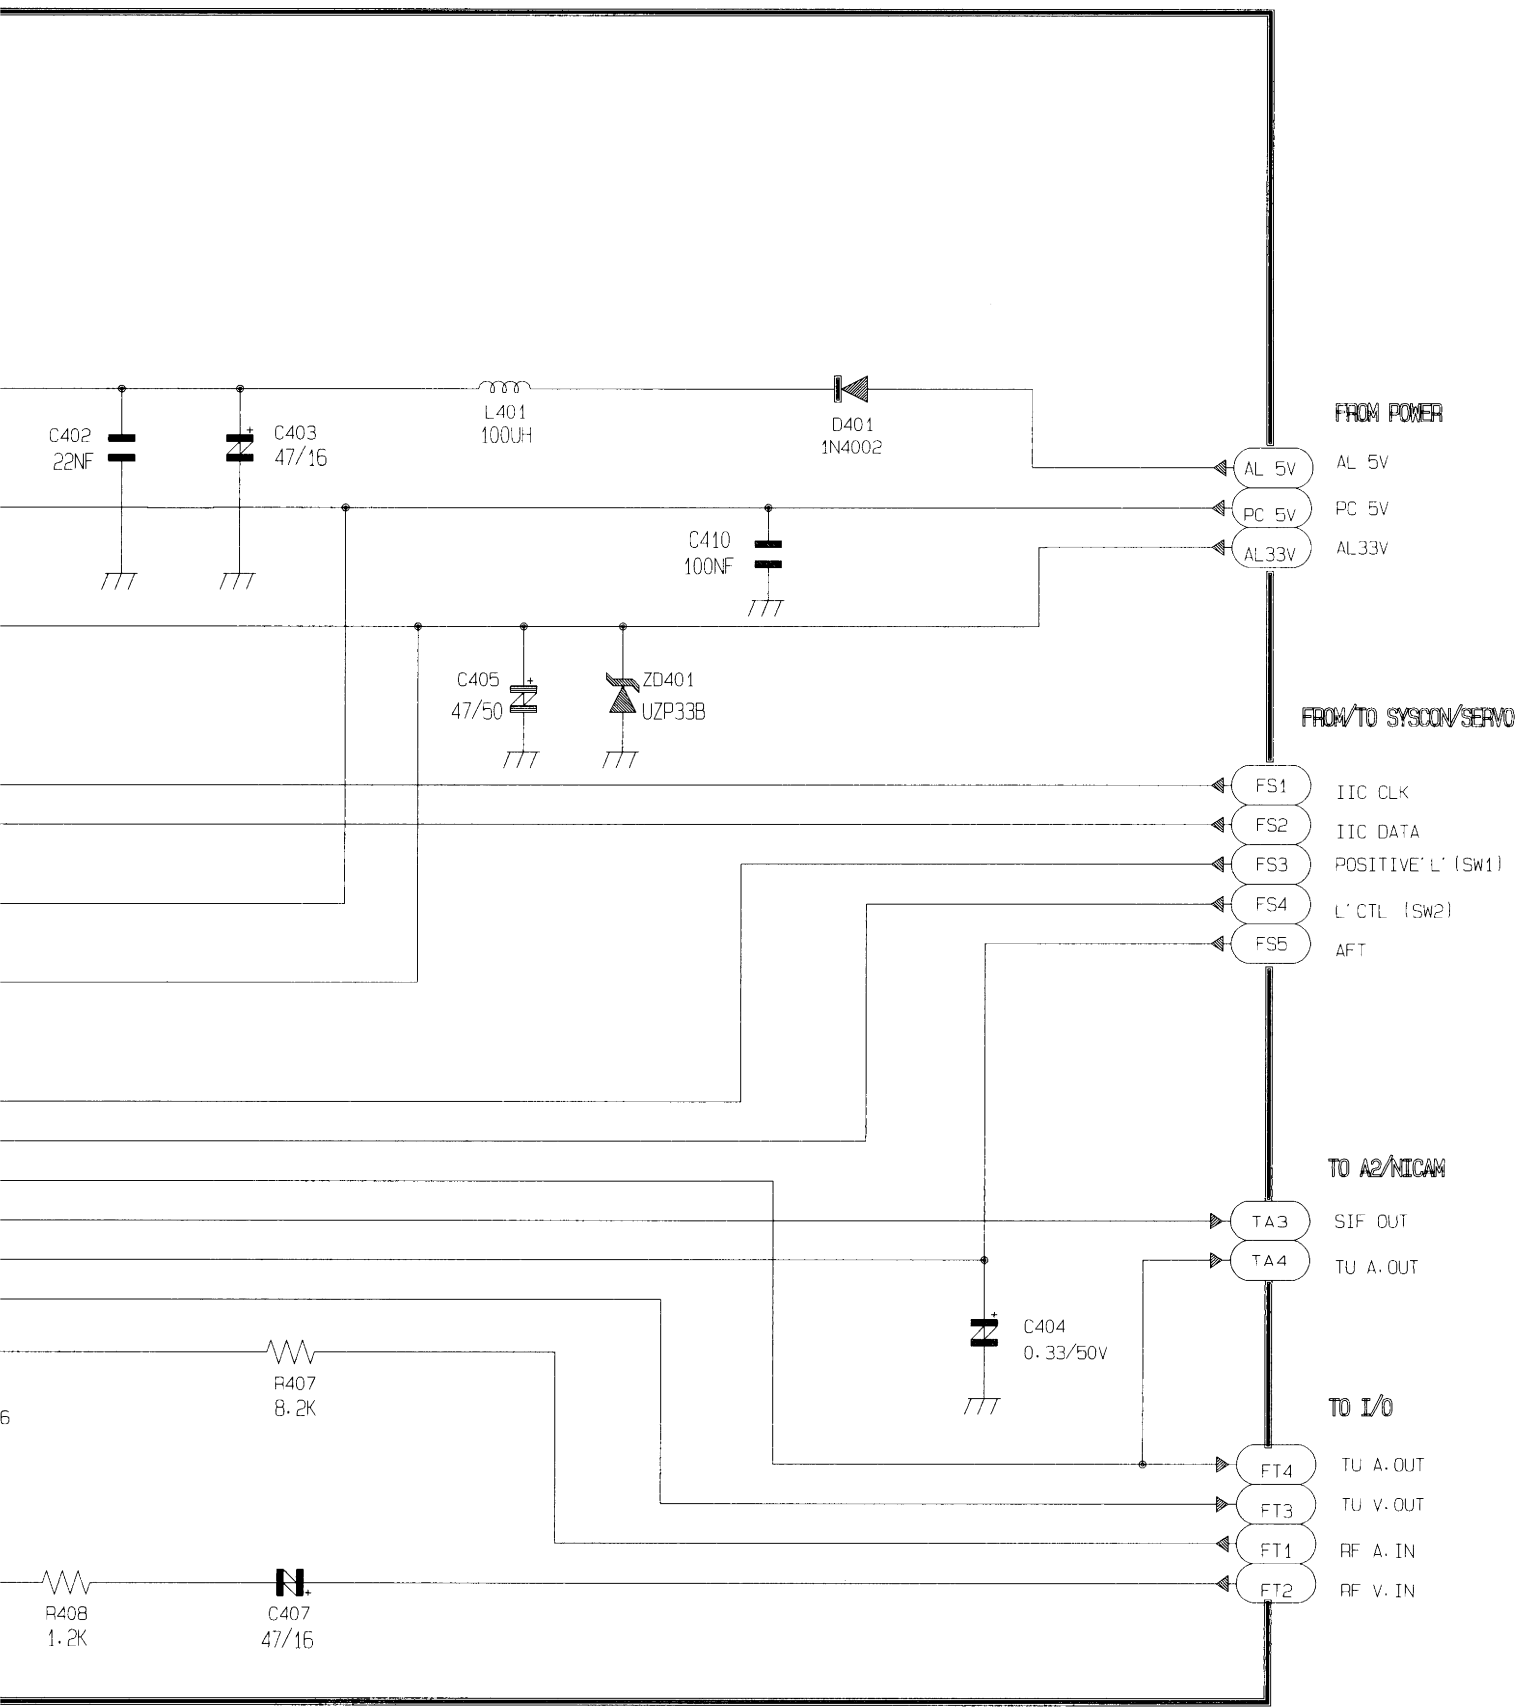 L401
100UH
D401
1N4002
C402
22NF
+
C403
47/16
C410
100NF
C405
47/50
+
ZD401
UZP33B
FROM POWER
AL 5V AL 5V
PC 5V PC 5V
AL33V AL33V
FROM/TO SYSCON/SERVO
FS1 IIC CLK
FS2 IIC DATA
FS3 POSITIVE'L'(SW1)
FS4 L'CTL (SW2)
FS5 AFT
TO A2/NICAM
TA3 SIF OUT
TA4 TU A.OUT
+
C404
0.33/50V
R407
8.2K
6
TO I/O
FT4 TU A.OUT
FT3 TU V.OUT
FT1 RF A.IN
FT2 RF V.IN
R408
1.2K
+
C407
47/16